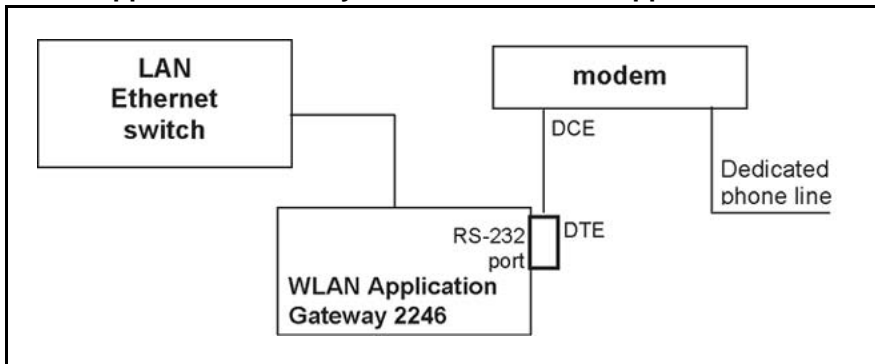 LAN
Ethernet
switch
modem
DCE
Dedicated
phone line
RS-232
port
DTE
WLAN Application
Gateway 2246